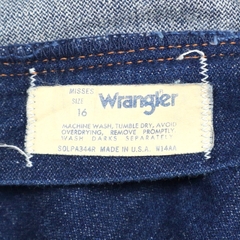 MISSES
SIZE
16
Wrangler
MACHINE WASH, TUMBLE DRY, AVOID
OVERDRYING, REMOVE PROMPTLY
WASH DARKS SEPARATELY
MADE IN U.S.A.